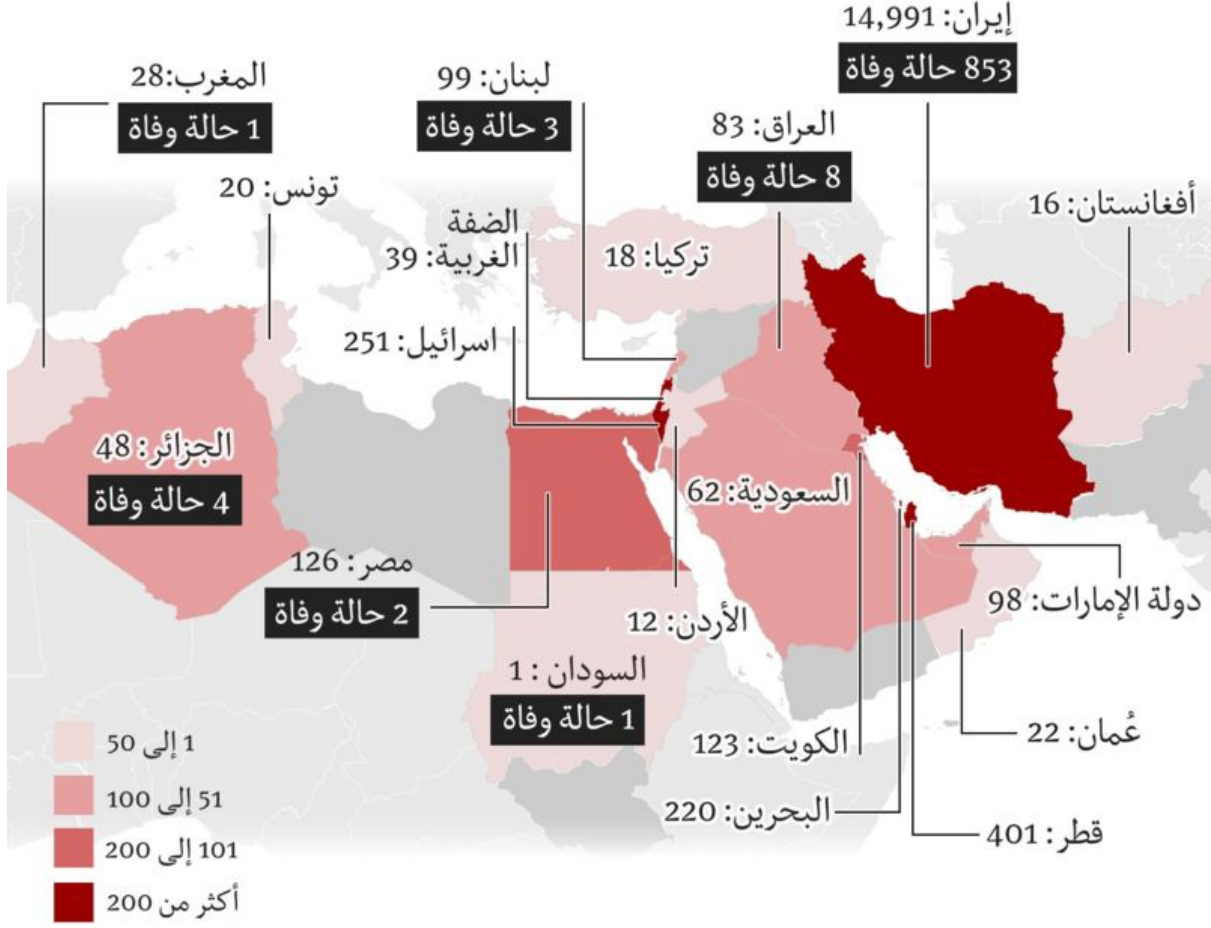 إيران: 14,991
853 حالة وفاة
لبنان: 99
3 حالة وفاة
المغرب:28
1 حالة وفاة
العراق: 83
8 حالة وفاة
تونس: 20
أفغانستان: 16
الضفة
الغربية: 39
تركيا: 18
اسرائيل: 251
الجزائر: 48
4 حالة وفاة
السعودية: 62
مصر: 126
2 حالة وفاة
دولة الإمارات: 98
الأردن: 12
السودان : 1
1 حالة وفاة
عُمان: 22
الكويت: 123
البحرين: 220
قطر: 401
1 إلى 50
51 إلى 100
101 إلى 200
أكثر من 200